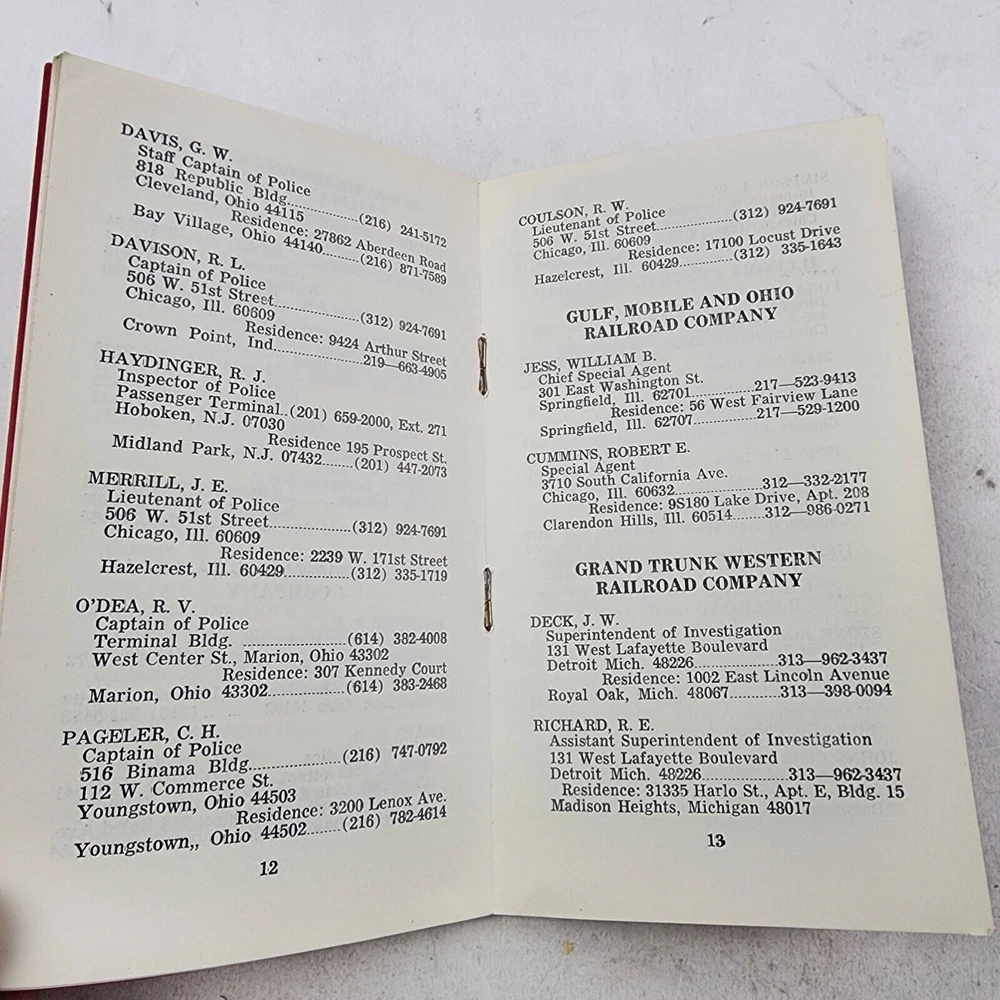 DAVIS, G. W.
Staff Captain of Police
818 Republic Bldg..................(216) 241-5172
Cleveland, Ohio 44115
Residence: 27862 Aberdeen Road
Bay Village, Ohio 44140.........(216) 871-7589
DAVISON, R. L.
Captain of Police
506 W. 51st Street.....................(312) 924-7691
Chicago, Ill. 60609
Residence: 9424 Arthur Street
Crown Point, Ind......................219—663-4905
HAYDINGER, R. J.
Inspector of Police
Passenger Terminal..(201) 659-2000, Ext. 271
Hoboken, N.J. 07030
Residence 195 Prospect St.
Midland Park, N.J. 07432........(201) 447-2073
MERRILL, J. E.
Lieutenant of Police
506 W. 51st Street....................(312) 924-7691
Chicago, Ill. 60609
Residence: 2239 W. 171st Street
Hazelcrest, Ill. 60429................(312) 335-1719
O'DEA, R. V.
Captain of Police
Terminal Bldg. .........................(614) 382-4008
West Center St., Marion, Ohio 43302
Residence: 307 Kennedy Court
Marion, Ohio 43302...................(614) 383-2468
PAGELER, C. H.
Captain of Police
516 Binama Bldg......................(216) 747-0792
112 W. Commerce St.
Youngstown, Ohio 44503
Residence: 3200 Lenox Ave.
Youngstown,, Ohio 44502........(216) 782-4614
12
COULSON, R. W.
Lieutenant of Police
506 W. 51st Street...................(312) 924-7691
Chicago, Ill. 60609
Residence: 17100 Locust Drive
Hazelcrest, Ill. 60429.............(312) 335-1643
GULF, MOBILE AND OHIO
RAILROAD COMPANY
JESS, WILLIAM B.
Chief Special Agent
301 East Washington St.
Springfield, Ill. 62701...............217—523-9413
Residence: 56 West Fairview Lane
Springfield, Ill. 62707...............217—529-1200
CUMMINS, ROBERT E.
Special Agent
3710 South California Ave.
Chicago, Ill. 60632.....................312—332-2177
Residence: 9S180 Lake Drive, Apt. 208
Clarendon Hills, Ill. 60514........312—986-0271
GRAND TRUNK WESTERN
RAILROAD COMPANY
DECK, J. W.
Superintendent of Investigation
131 West Lafayette Boulevard
Detroit Mich. 48226....................313—962-3437
Residence: 1002 East Lincoln Avenue
Royal Oak, Mich. 48067............313—398-0094
RICHARD, R. E.
Assistant Superintendent of Investigation
131 West Lafayette Boulevard
Detroit Mich. 48226.....................313—962-3437
Residence: 31335 Harlo St., Apt. E, Bldg. 15
Madison Heights, Michigan 48017
13